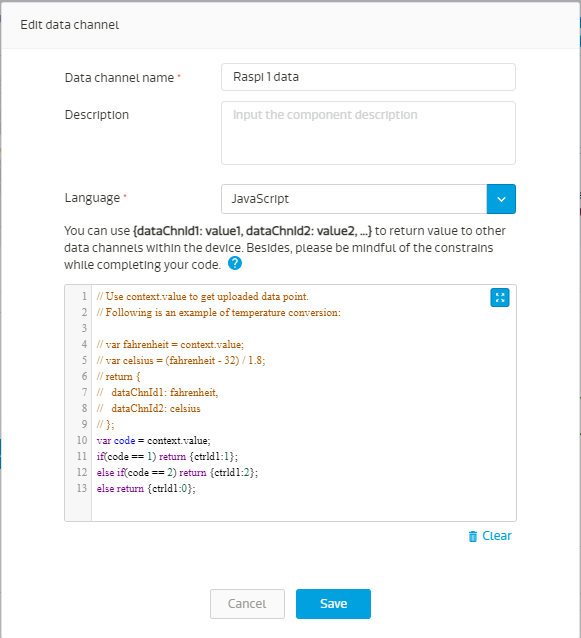 Edit data channel
Data channel name *
Raspi 1 data
Description
Input the component description
Language *
JavaScript
You can use {dataChnId1: value1, dataChnId2: value2, ...} to return value to other
data channels within the device. Besides, please be mindful of the constrains
while completing your code. ?
1 // Use context.value to get uploaded data point.
2 // Following is an example of temperature conversion:
3
4 // var fahrenheit = context.value;
5 // var celsius = (fahrenheit - 32) / 1.8;
6 // return {
7 //   dataChnId1: fahrenheit,
8 //   dataChnId2: celsius
9 // };
10 var code = context.value;
11 if(code == 1) return {ctrld1:1};
12 else if(code == 2) return {ctrld1:2};
13 else return {ctrld1:0};
Clear
Cancel
Save